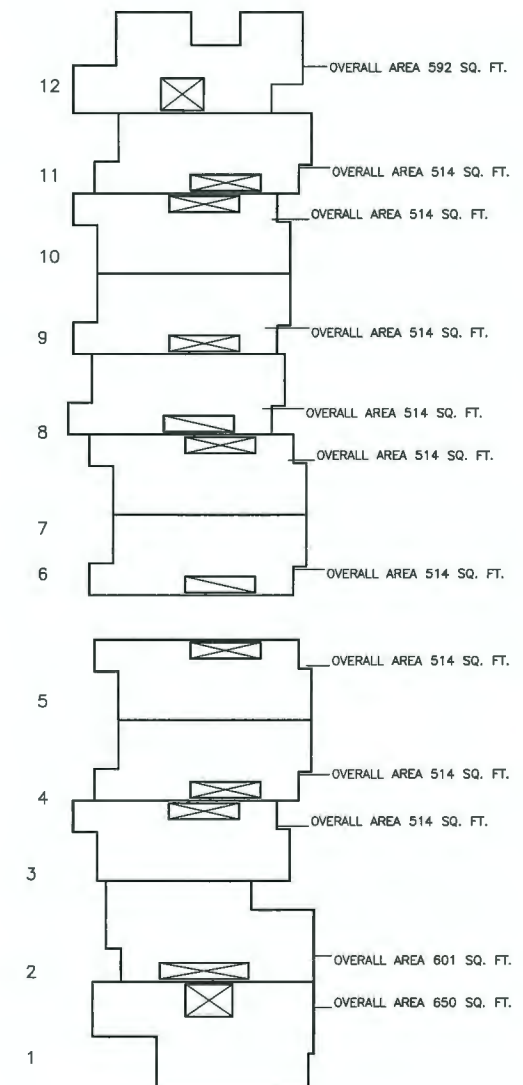 12
OVERALL AREA 592 SQ. FT.
11
OVERALL AREA 514 SQ. FT.
OVERALL AREA 514 SQ. FT.
10
9
OVERALL AREA 514 SQ. FT.
8
OVERALL AREA 514 SQ. FT.
OVERALL AREA 514 SQ. FT.
7
6
OVERALL AREA 514 SQ. FT.
OVERALL AREA 514 SQ. FT.
5
4
OVERALL AREA 514 SQ. FT.
OVERALL AREA 514 SQ. FT.
3
2
OVERALL AREA 601 SQ. FT.
OVERALL AREA 650 SQ. FT.
1